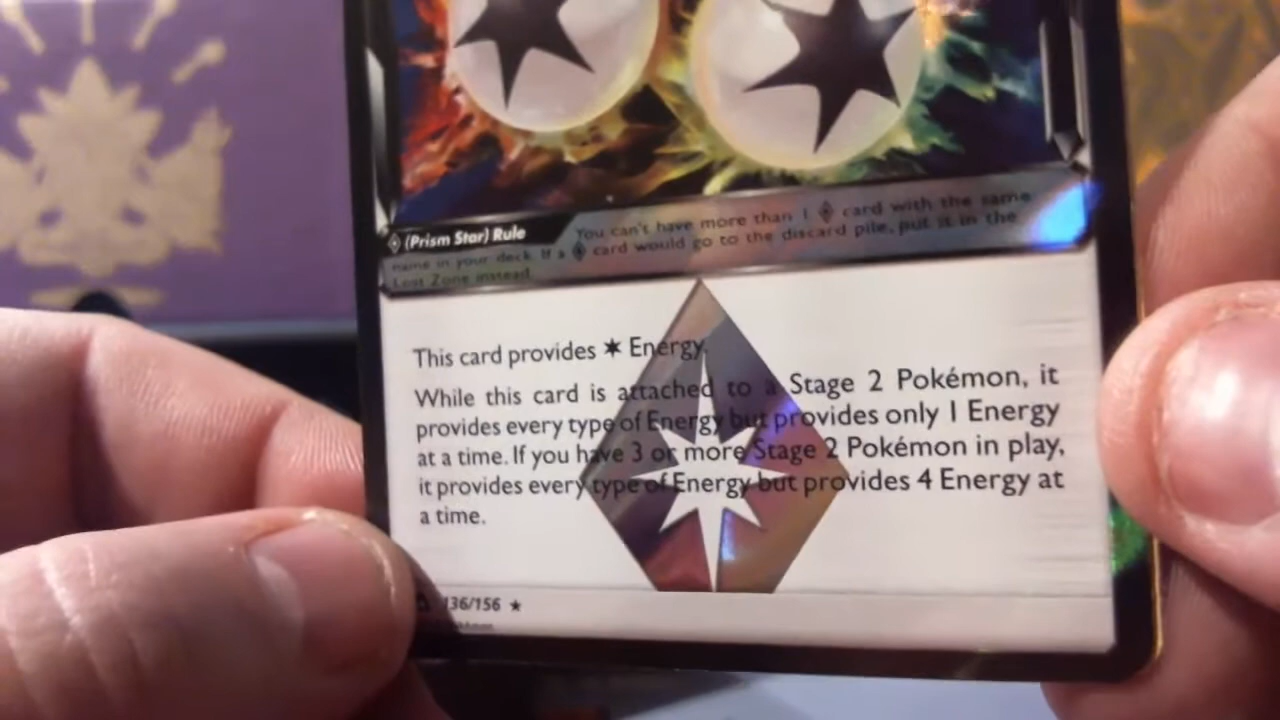 (Prism Star) Rule You can't have more than 1 ♢ card with the same
name in your deck. If a ♢ card would go to the discard pile, put it in the
Lost Zone instead.
This card provides ✶ Energy.
While this card is attached to a Stage 2 Pokémon, it
provides every type of Energy but provides only 1 Energy
at a time. If you have 3 or more Stage 2 Pokémon in play,
it provides every type of Energy but provides 4 Energy at
a time.
136/156 ★